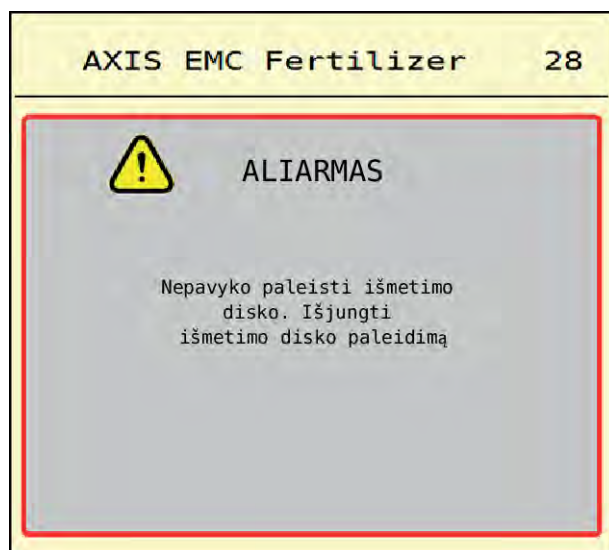 AXIS EMC Fertilizer 28
ALIARMAS
Nepavyko paleisti išmetimo
disko. Išjungti
išmetimo disko paleidimą